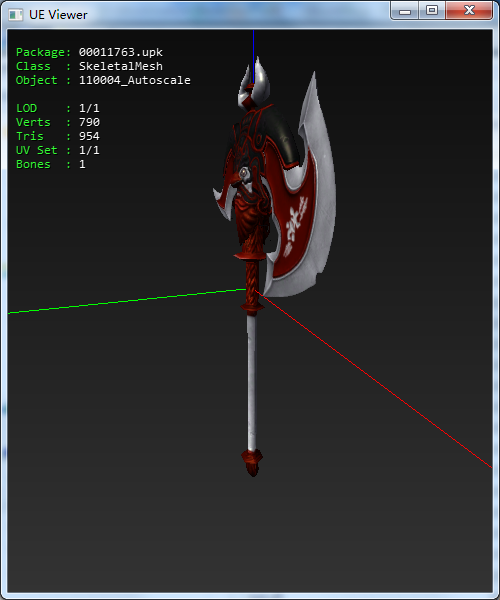 UE Viewer
Package: 00011763.upk
Class  : SkeletalMesh
Object : 110004_Autoscale
LOD    : 1/1
Verts  : 790
Tris   : 954
UV Set : 1/1
Bones  : 1